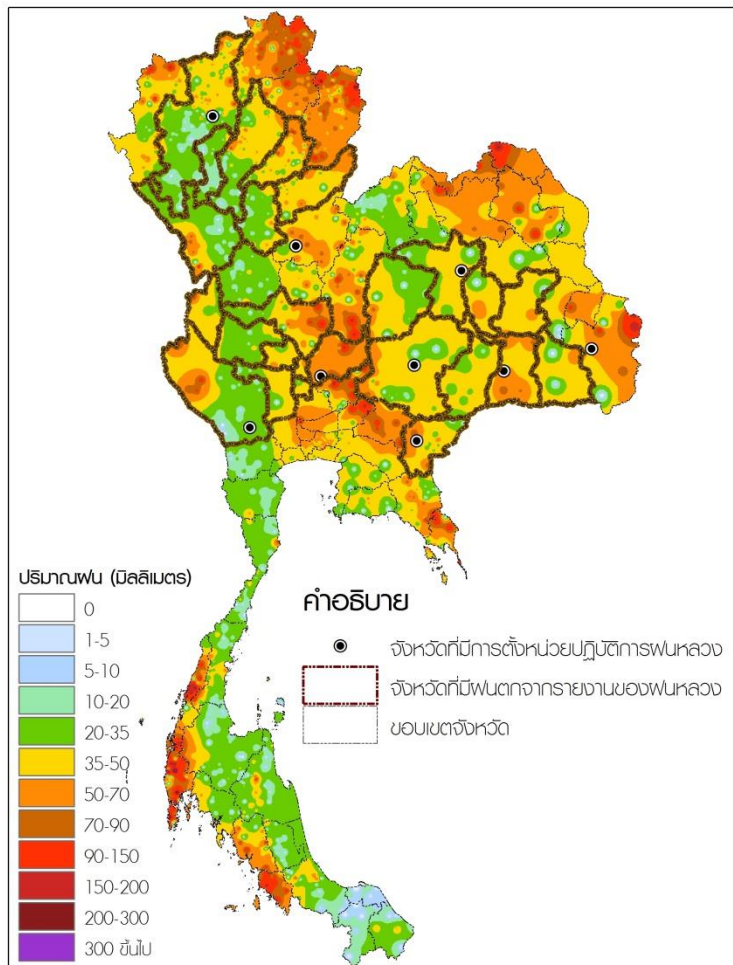 ปริมาณฝน (มิลลิเมตร)
0
1-5
5-10
10-20
20-35
35-50
50-70
70-90
90-150
150-200
200-300
300 ขึ้นไป
คำอธิบาย
จังหวัดที่มีการตั้งหน่วยปฏิบัติการฝนหลวง
จังหวัดที่มีฝนตกจากรายงานของฝนหลวง
ขอบเขตจังหวัด